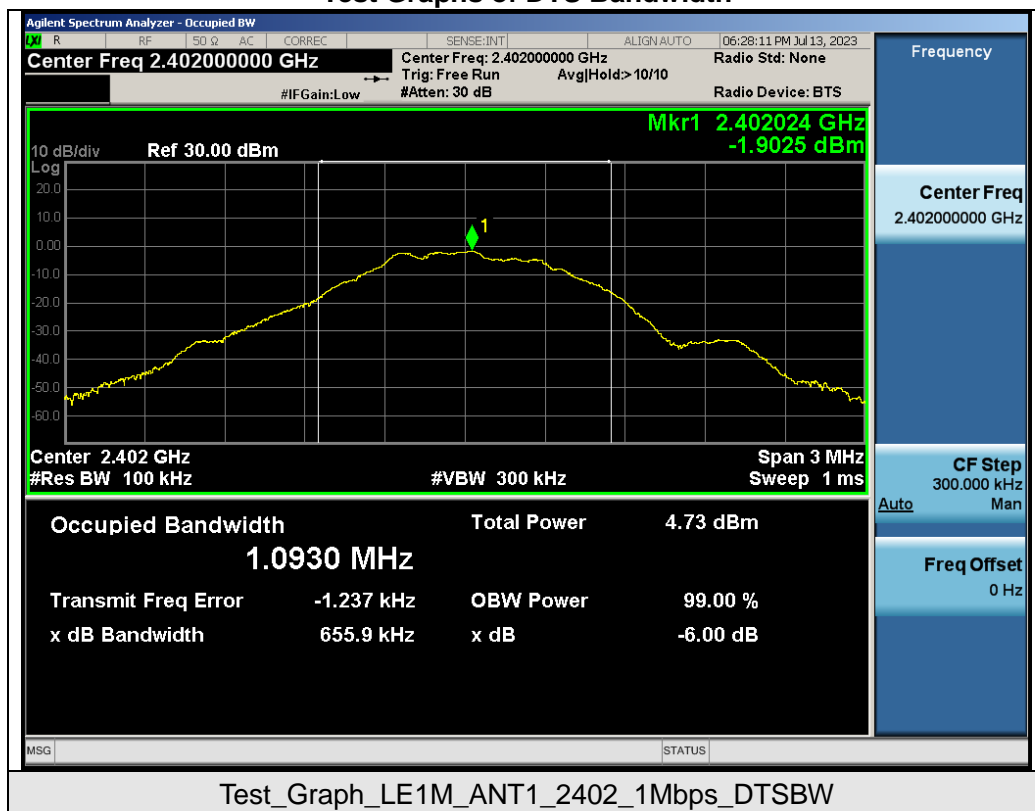 Test Graphs of DTS Bandwidth
Agilent Spectrum Analyzer - Occupied BW
LXI R RF 50 Ω AC CORREC SENSE:INT ALIGN AUTO 06:28:11 PM Jul 13, 2023
Center Freq 2.402000000 GHz Center Freq: 2.402000000 GHz Radio Std: None
Trig: Free Run Avg|Hold:> 10/10
#IFGain:Low #Atten: 30 dB Radio Device: BTS
Frequency
Mkr1 2.402024 GHz
-1.9025 dBm
10 dB/div Ref 30.00 dBm
Log
20.0
10.0
0.00
-10.0
-20.0
-30.0
-40.0
-50.0
-60.0
1
Center 2.402 GHz Span 3 MHz
#Res BW 100 kHz #VBW 300 kHz Sweep 1 ms
Center Freq
2.402000000 GHz
CF Step
300.000 kHz
Auto Man
Freq Offset
0 Hz
Occupied Bandwidth Total Power 4.73 dBm
1.0930 MHz
Transmit Freq Error -1.237 kHz OBW Power 99.00 %
x dB Bandwidth 655.9 kHz x dB -6.00 dB
MSG STATUS
Test_Graph_LE1M_ANT1_2402_1Mbps_DTSBW